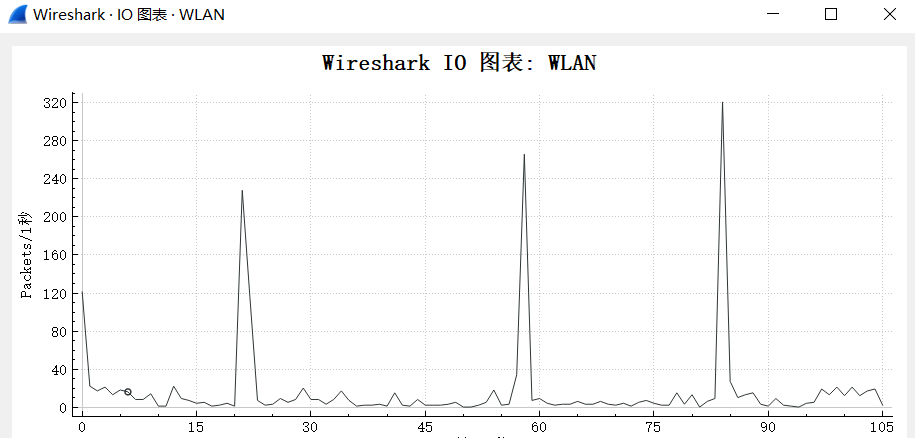 Wireshark · IO 图表 · WLAN
Wireshark IO 图表: WLAN
Packets/1秒
320
280
240
200
160
120
80
40
0
0 15 30 45 60 75 90 105